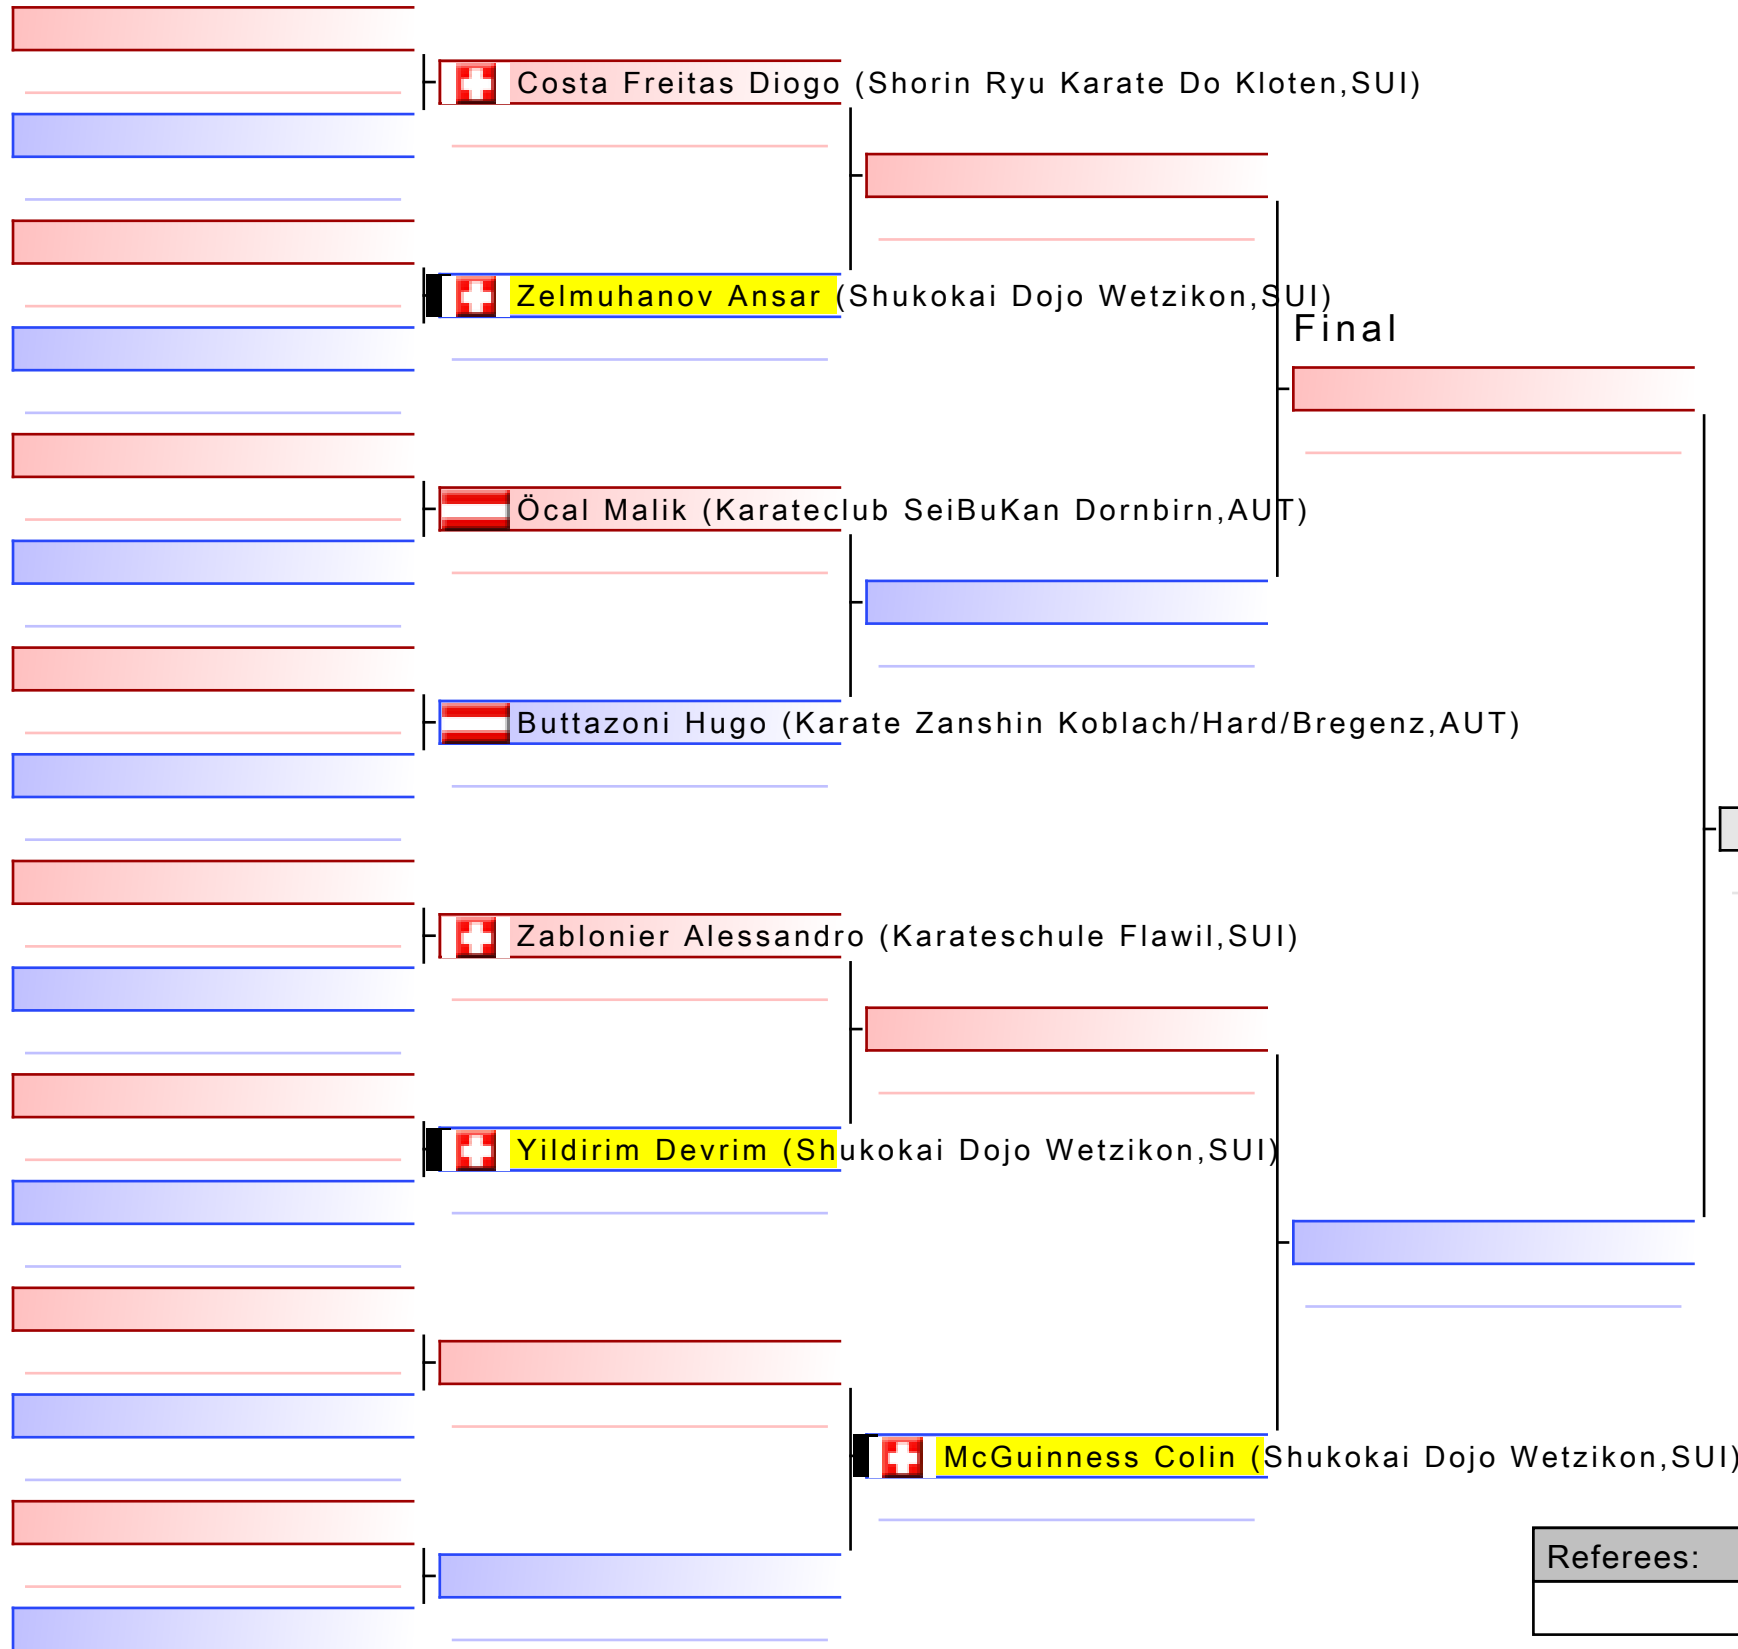 Costa Freitas Diogo (Shorin Ryu Karate Do Kloten,SUI)
Zelmuhanov Ansar (Shukokai Dojo Wetzikon,SUI)
Final
Öcal Malik (Karateclub SeiBuKan Dornbirn,AUT)
Buttazoni Hugo (Karate Zanshin Koblach/Hard/Bregenz,AUT)
Zablonier Alessandro (Karateschule Flawil,SUI)
Yildirim Devrim (Shukokai Dojo Wetzikon,SUI)
McGuinness Colin (Shukokai Dojo Wetzikon,SUI)
Referees: